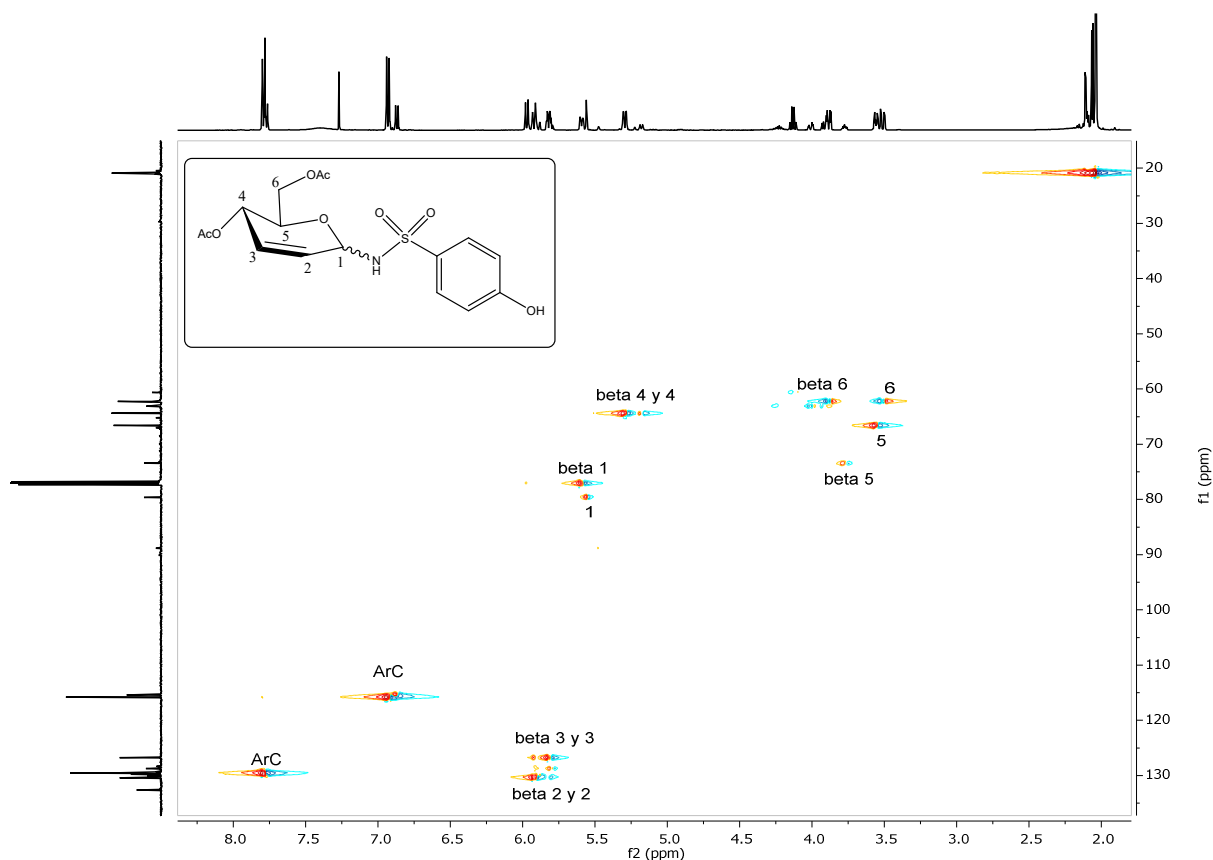 6
OAc
4
O
O
O
5
S
AcO
3
2
1
N
H
OH
beta 6
6
beta 4 y 4
5
beta 5
beta 1
1
ArC
beta 3 y 3
ArC
beta 2 y 2
20
30
40
50
60
70
80
90
100
110
120
130
f1 (ppm)
8.0 7.5 7.0 6.5 6.0 5.5 5.0 4.5 4.0 3.5 3.0 2.5 2.0
f2 (ppm)